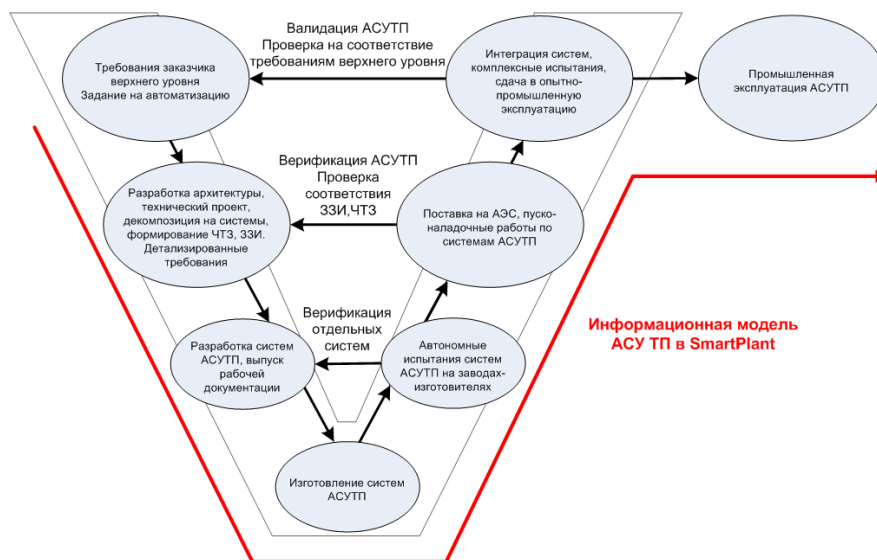 Валидация АСУТП
Проверка на соответствие
требованиям верхнего уровня
Требования заказчика
верхнего уровня
Задание на автоматизацию
Интеграция систем,
комплексные испытания,
сдача в опытно-
промышленную
эксплуатацию
Промышленная
эксплуатация АСУТП
Верификация АСУТП
Проверка
соответствия
ЗЗИ,ЧТЗ
Разработка архитектуры,
технический проект,
декомпозиция на системы,
формирование ЧТЗ, ЗЗИ.
Детализированные
требования
Поставка на АЭС, пуско-
наладочные работы по
системам АСУТП
Верификация
отдельных
систем
Разработка систем
АСУТП, выпуск
рабочей
документации
Автономные
испытания систем
АСУТП на заводах-
изготовителях
Информационная модель
АСУ ТП в SmartPlant
Изготовление систем
АСУТП